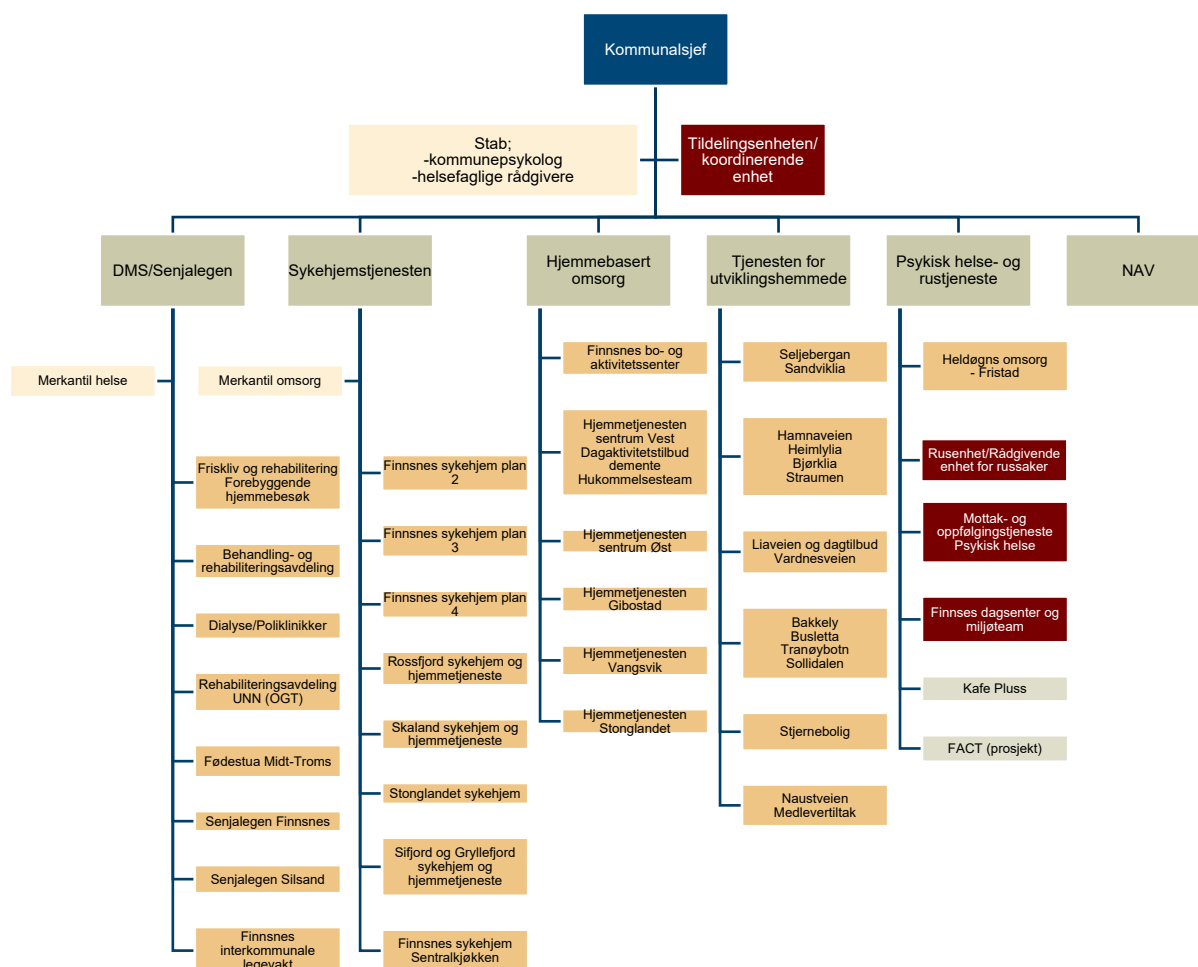 Kommunalsjef
Stab;
-kommunepsykolog
-helsefaglige rådgivere
Tildelingsenheten/
koordinerende
enhet
DMS/Senjalegen
Sykehjemstjenesten
Hjemmebasert
omsorg
Tjenesten for
utviklingshemmede
Psykisk helse- og
rustjeneste
NAV
Merkantil helse
Friskliv og rehabilitering
Forebyggende
hjemmebesøk
Behandling- og
rehabiliteringsavdeling
Dialyse/Poliklinikker
Rehabiliteringsavdeling
UNN (OGT)
Fødestua Midt-Troms
Senjalegen Finnsnes
Senjalegen Silsand
Finnsnes
interkommunale
legevakt
Merkantil omsorg
Finnsnes sykehjem plan
2
Finnsnes sykehjem plan
3
Finnsnes sykehjem plan
4
Rossfjord sykehjem og
hjemmetjeneste
Skaland sykehjem og
hjemmetjeneste
Stonglandet sykehjem
Sifjord og Gryllefjord
sykehjem og
hjemmetjeneste
Finnsnes sykehjem
Sentralkjøkken
Finnsnes bo- og
aktivitetssenter
Hjemmetjenesten
sentrum Vest
Dagaktivitetstilbud
demente
Hukommelsesteam
Hjemmetjenesten
sentrum Øst
Hjemmetjenesten
Gibostad
Hjemmetjenesten
Vangsvik
Hjemmetjenesten
Stonglandet
Seljebergan
Sandviklia
Hamnaveien
Heimlylia
Bjørklia
Straumen
Liaveien og dagtilbud
Vardnesveien
Bakkely
Busletta
Tranøybotn
Sollidalen
Stjernebolig
Naustveien
Medlevertiltak
Heldøgns omsorg
- Fristad
Rusenhet/Rådgivende
enhet for russaker
Mottak- og
oppfølgingstjeneste
Psykisk helse
Finnses dagsenter og
miljøteam
Kafe Pluss
FACT (prosjekt)